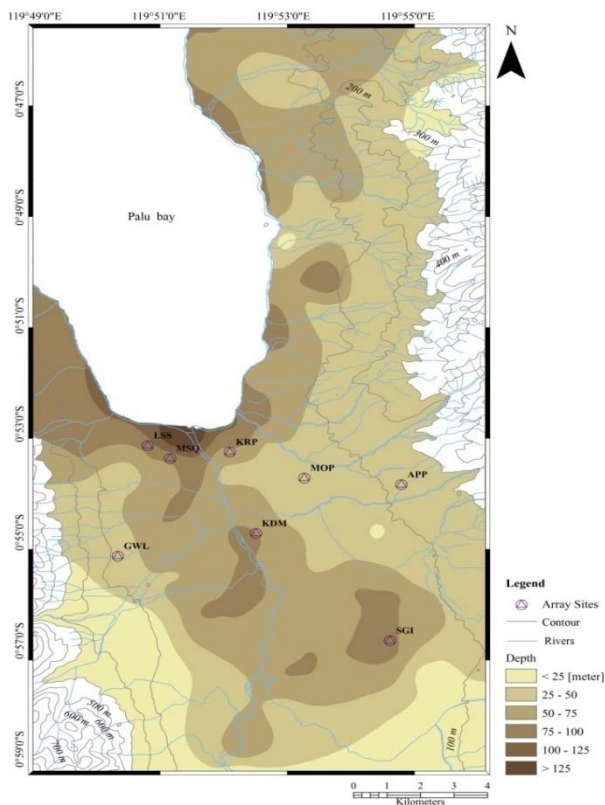 119°49'0"E 119°51'0"E 119°53'0"E 119°55'0"E
N
0°47'0"S
200 m
300 m
0°49'0"S
Palu bay
400 m
0°51'0"S
0°53'0"S
LSS
MSQ
KRP
MOP
APP
0°55'0"S
KDM
GWL
0°57'0"S
SGI
500 m
600 m
600 m
700 m
100 m
0°59'0"S
Legend
Array Sites
Contour
Rivers
Depth
< 25 [meter]
25 - 50
50 - 75
75 - 100
100 - 125
> 125
0 1 2 3 4
Kilometers